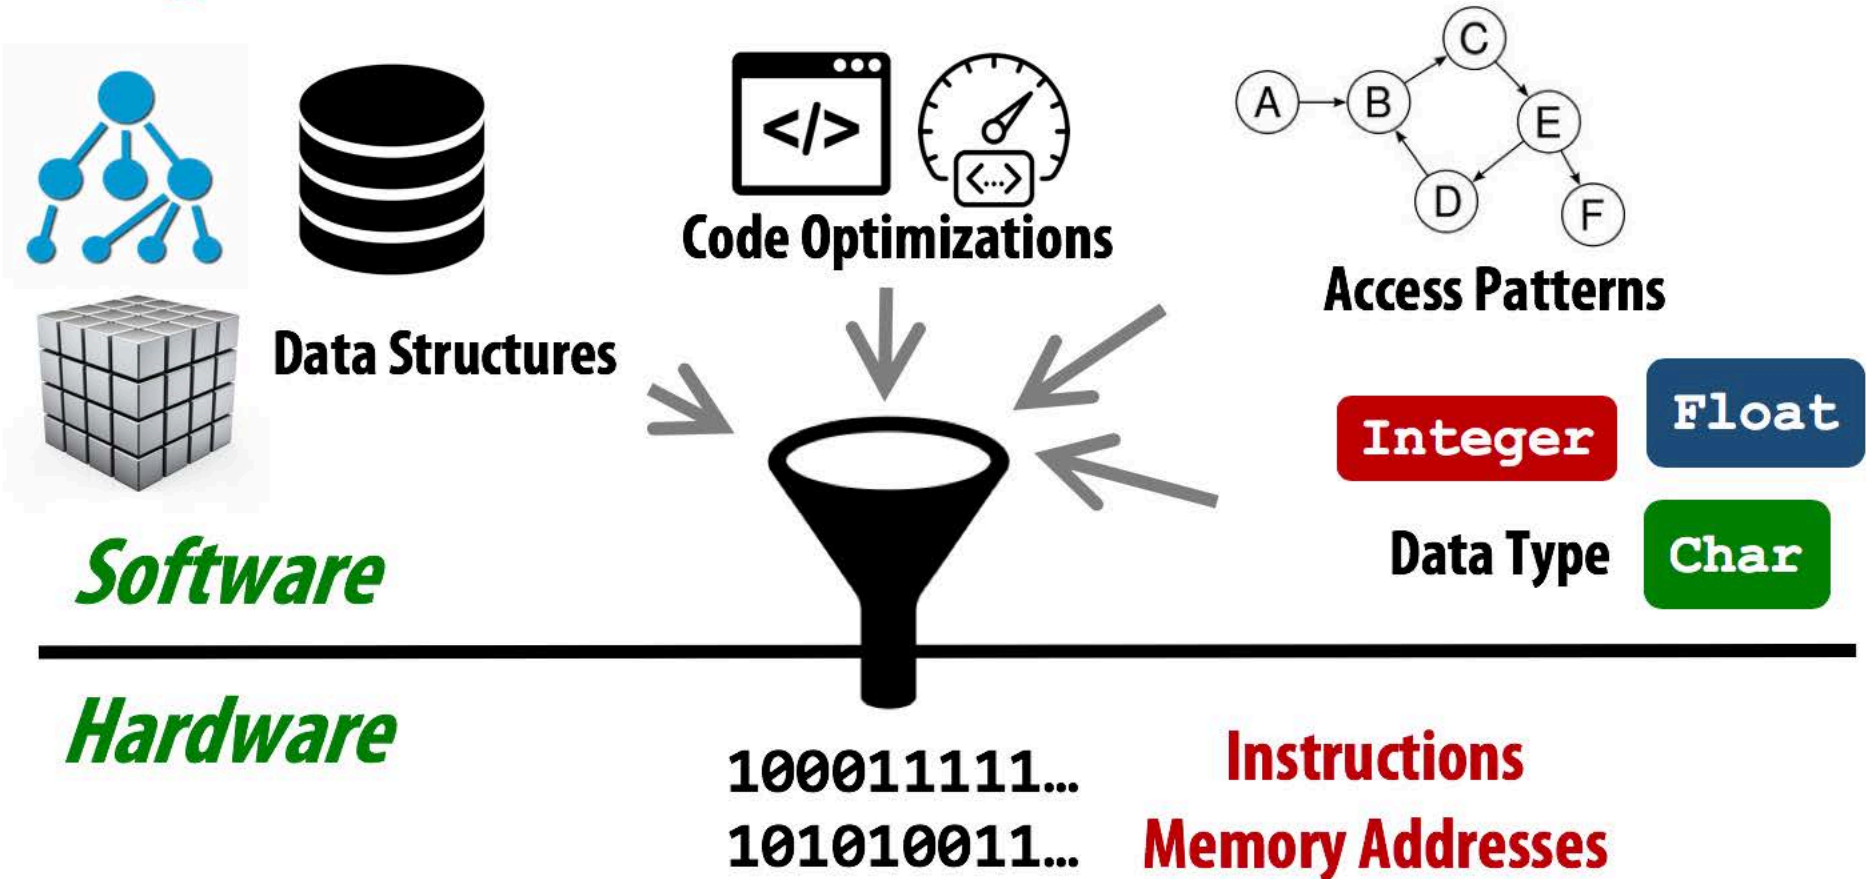 </>
<...>
Code Optimizations
A
B
C
E
D
F
Access Patterns
Data Structures
Integer
Float
Data Type
Char
Software
Hardware
100011111...
Instructions
101010011...
Memory Addresses